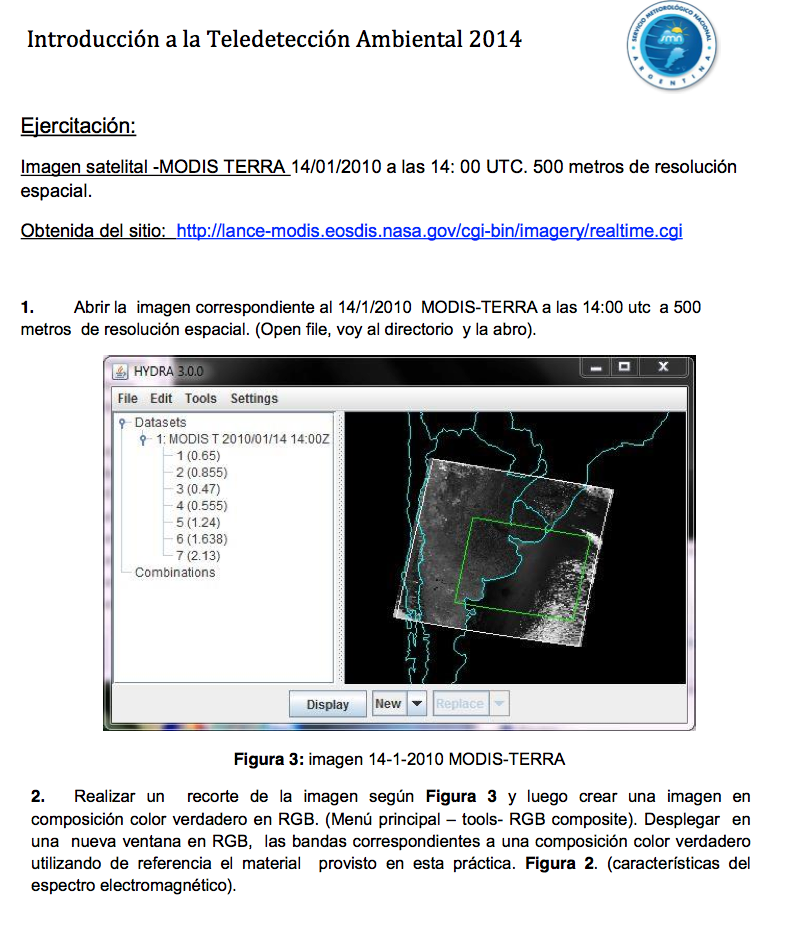 Introducción a la Teledetección Ambiental 2014
SERVICIO METEOROLÓGICO NACIONAL
smn
ARGENTINA
Ejercitación:
Imagen satelital -MODIS TERRA 14/01/2010 a las 14: 00 UTC. 500 metros de resolución
espacial.
Obtenida del sitio: http://lance-modis.eosdis.nasa.gov/cgi-bin/imagery/realtime.cgi
1. Abrir la imagen correspondiente al 14/1/2010 MODIS-TERRA a las 14:00 utc a 500
metros de resolución espacial. (Open file, voy al directorio y la abro).
HYDRA 3.0.0
File Edit Tools Settings
Datasets
1: MODIS T 2010/01/14 14:00Z
1 (0.65)
2 (0.855)
3 (0.47)
4 (0.555)
5 (1.24)
6 (1.638)
7 (2.13)
Combinations
Display New Replace
Figura 3: imagen 14-1-2010 MODIS-TERRA
2. Realizar un recorte de la imagen según Figura 3 y luego crear una imagen en
composición color verdadero en RGB. (Menú principal – tools- RGB composite). Desplegar en
una nueva ventana en RGB, las bandas correspondientes a una composición color verdadero
utilizando de referencia el material provisto en esta práctica. Figura 2. (características del
espectro electromagnético).